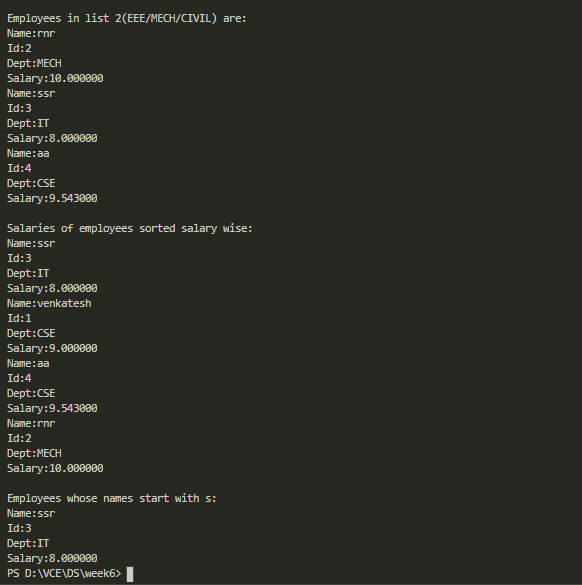 Employees in list 2(EEE/MECH/CIVIL) are:
Name:rnr
Id:2
Dept:MECH
Salary:10.000000
Name:ssr
Id:3
Dept:IT
Salary:8.000000
Name:aa
Id:4
Dept:CSE
Salary:9.543000
Salaries of employees sorted salary wise:
Name:ssr
Id:3
Dept:IT
Salary:8.000000
Name:venkatesh
Id:1
Dept:CSE
Salary:9.000000
Name:aa
Id:4
Dept:CSE
Salary:9.543000
Name:rnr
Id:2
Dept:MECH
Salary:10.000000
Employees whose names start with s:
Name:ssr
Id:3
Dept:IT
Salary:8.000000
PS D:\VCE\DS\week6>